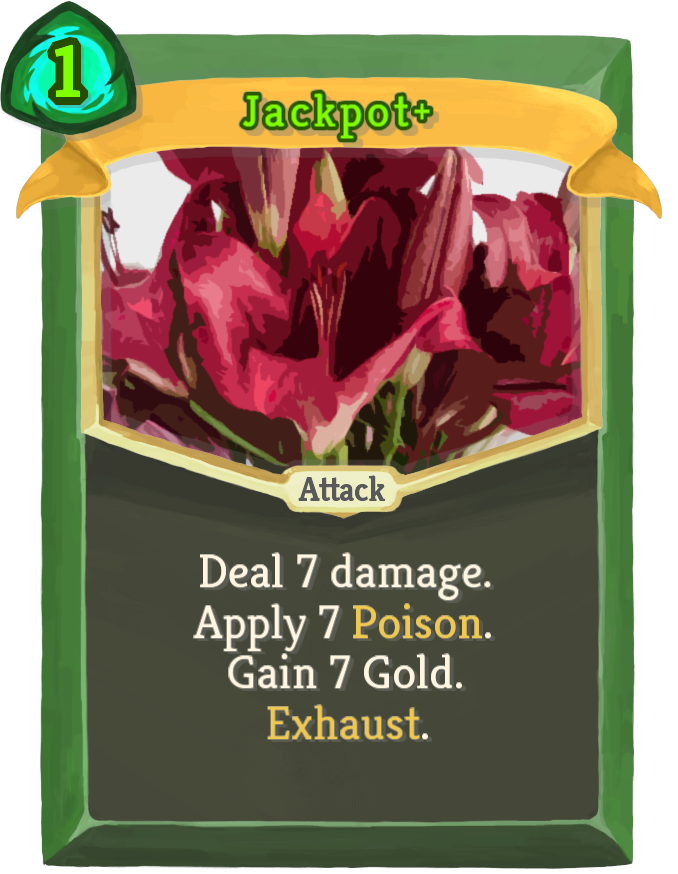 1
Jackpot+
Attack
Deal 7 damage.
Apply 7 Poison.
Gain 7 Gold.
Exhaust.